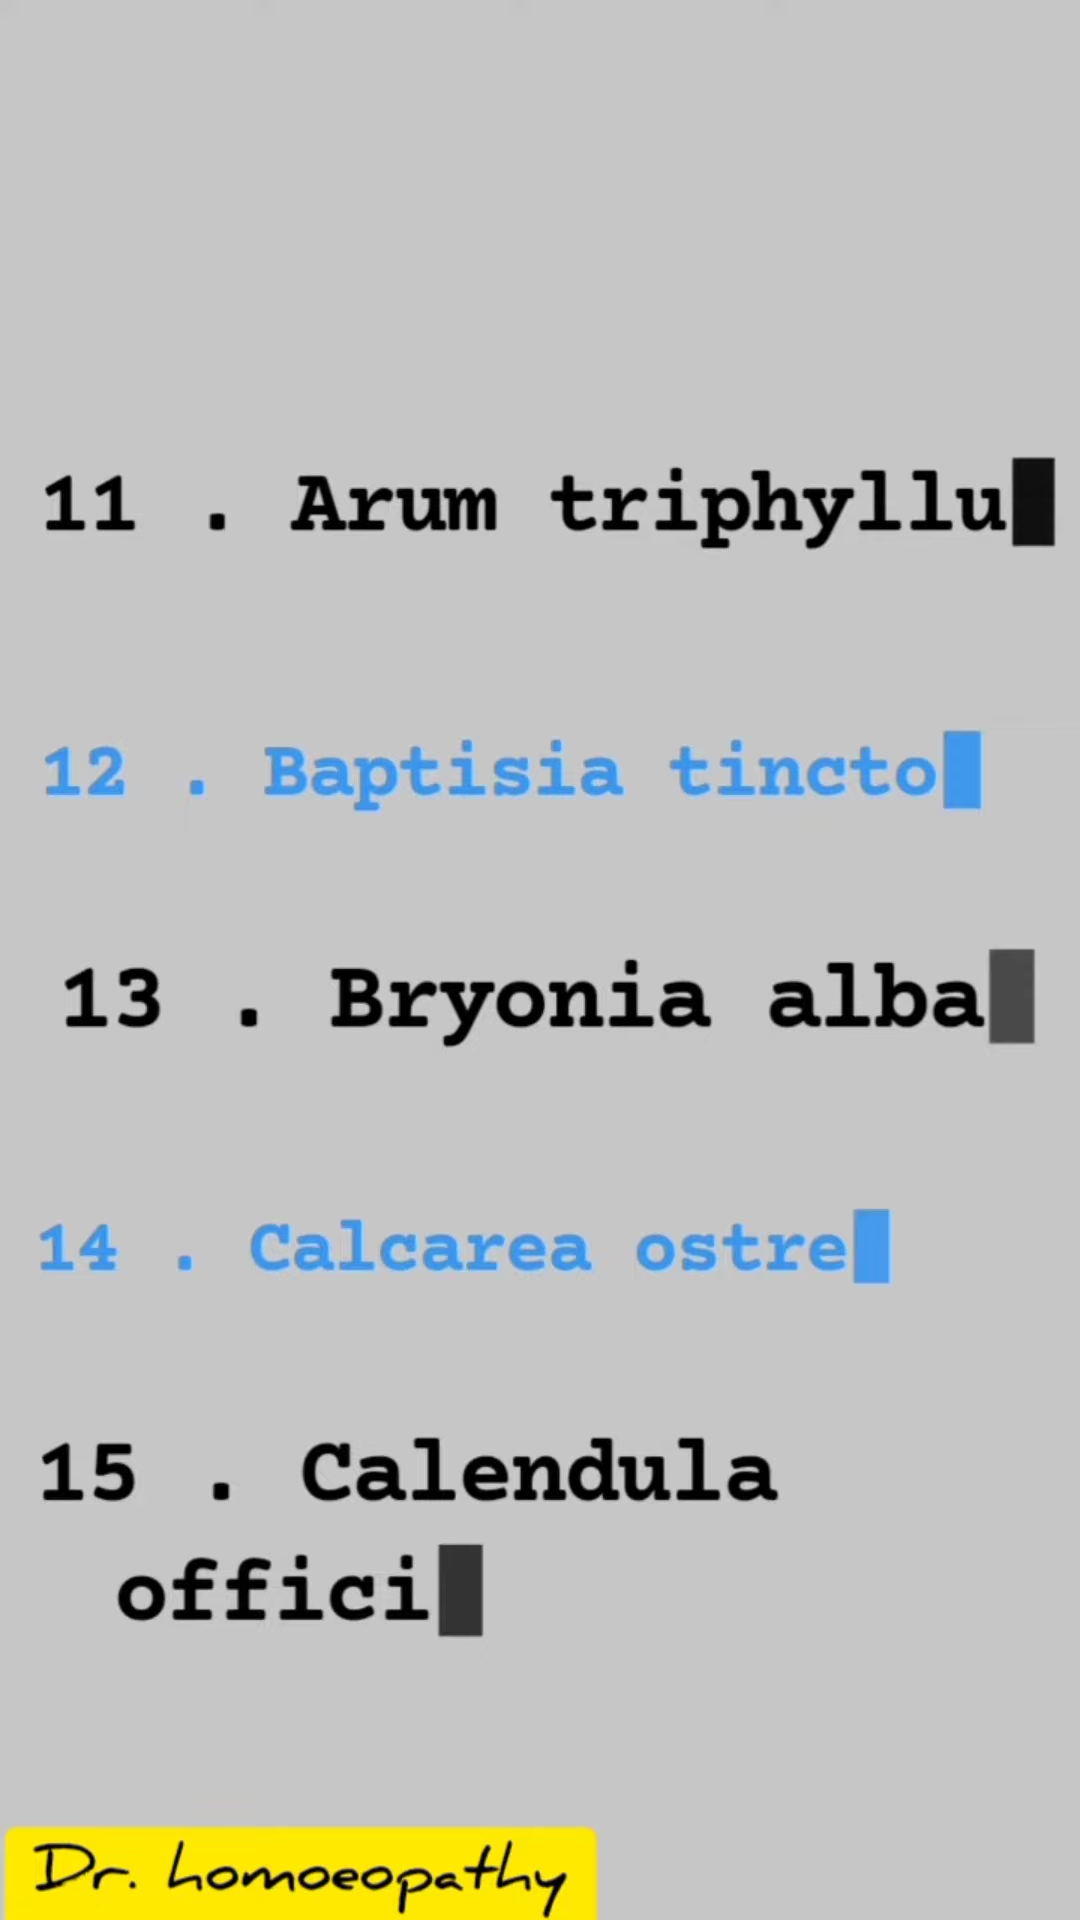 11 . Arum triphyllu
12 . Baptisia tincto
13 . Bryonia alba
14 . Calcarea ostre
15 . Calendula
offici
Dr. homoeopathy